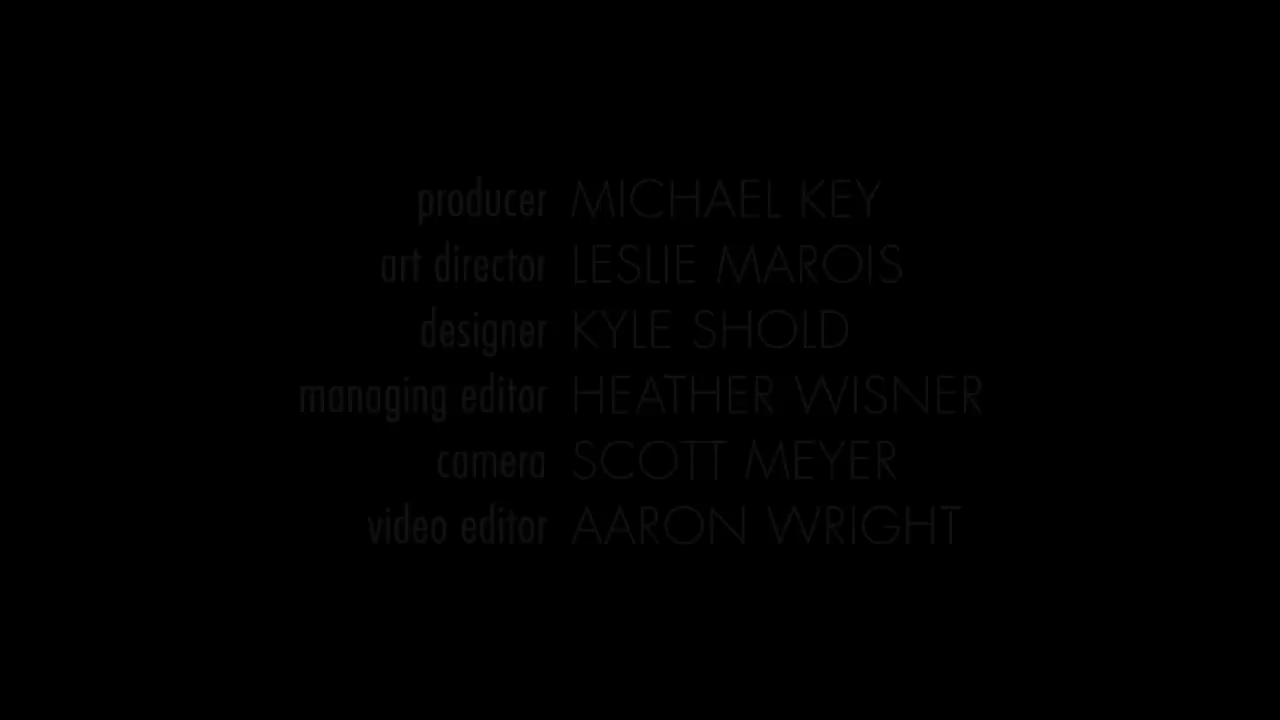 producer MICHAEL KEY
art director LESLIE MAROIS
designer KYLE SHOLD
managing editor HEATHER WISNER
camera SCOTT MEYER
video editor AARON WRIGHT